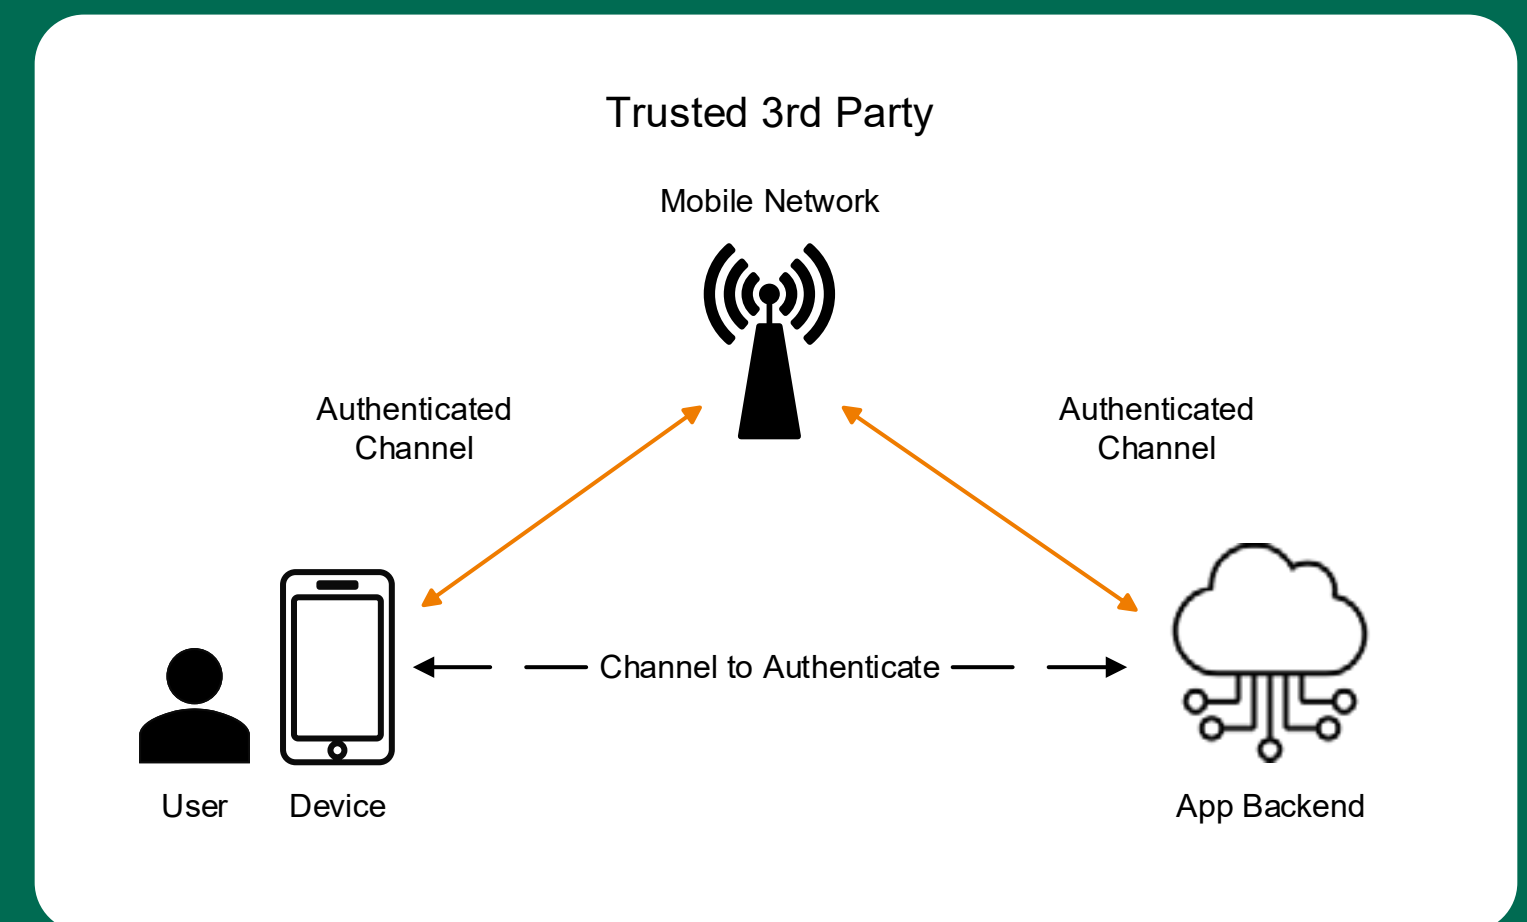 Trusted 3rd Party
Mobile Network
Authenticated
Channel
Authenticated
Channel
Channel to Authenticate
User
Device
App Backend